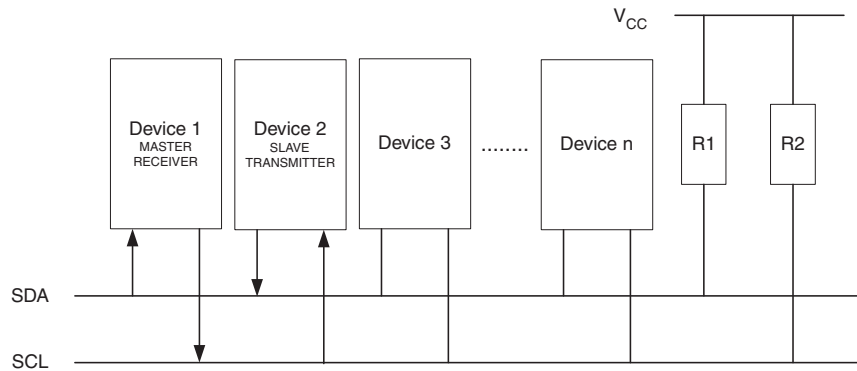 VCC
Device 1
MASTER
RECEIVER
Device 2
SLAVE
TRANSMITTER
Device 3
........
Device n
R1
R2
SDA
SCL